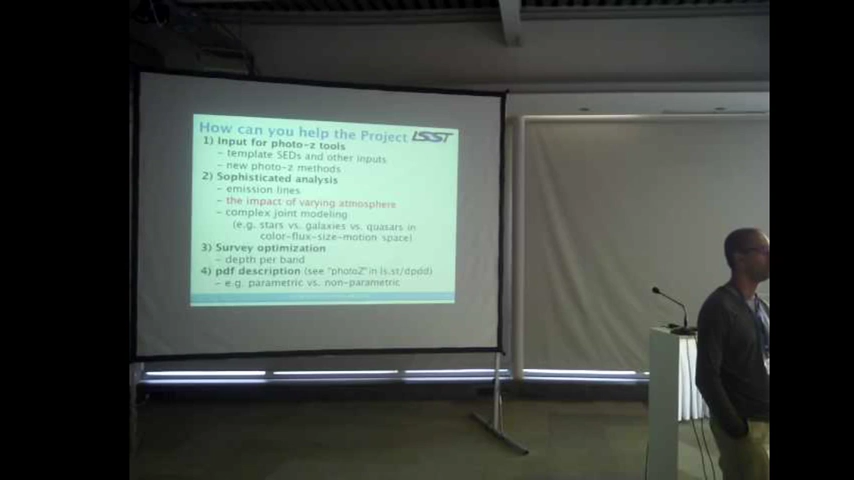 How can you help the Project LSST
1) Input for photo-z tools
– template SEDs and other inputs
– new photo-z methods
2) Sophisticated analysis
– emission lines
– the impact of varying atmosphere
– complex joint modeling
(e.g. stars vs. galaxies vs. quasars in
color-flux-size-motion space)
3) Survey optimization
– depth per band
4) pdf description (see "photoZ" in ls.st/dpdd)
– e.g. parametric vs. non-parametric